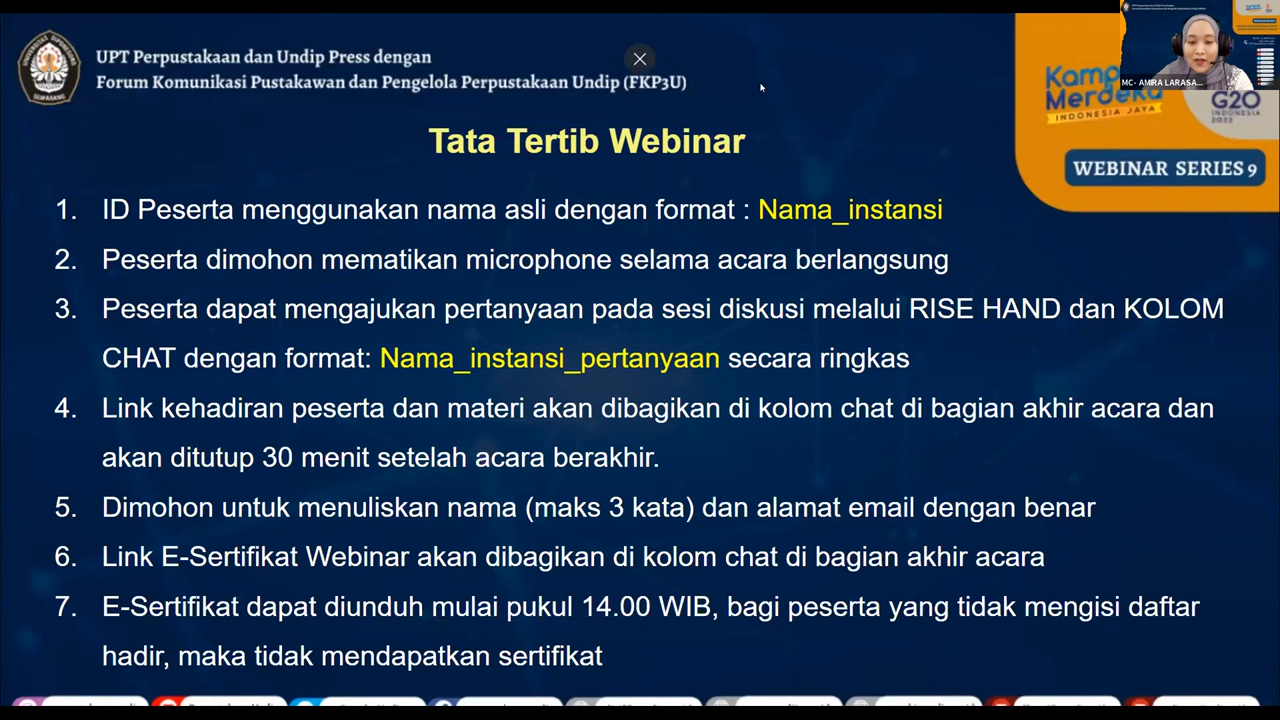 UPT Perpustakaan dan Undip Press dengan
Forum Komunikasi Pustakawan dan Pengelola Perpustakaan Undip (FKP3U)
MC- AMIRA LARASA...
INDONESIA JAYA
G20
INDONESIA
2022
WEBINAR SERIES 9
Tata Tertib Webinar
1. ID Peserta menggunakan nama asli dengan format : Nama_instansi
2. Peserta dimohon mematikan microphone selama acara berlangsung
3. Peserta dapat mengajukan pertanyaan pada sesi diskusi melalui RISE HAND dan KOLOM
CHAT dengan format: Nama_instansi_pertanyaan secara ringkas
4. Link kehadiran peserta dan materi akan dibagikan di kolom chat di bagian akhir acara dan
akan ditutup 30 menit setelah acara berakhir.
5. Dimohon untuk menuliskan nama (maks 3 kata) dan alamat email dengan benar
6. Link E-Sertifikat Webinar akan dibagikan di kolom chat di bagian akhir acara
7. E-Sertifikat dapat diunduh mulai pukul 14.00 WIB, bagi peserta yang tidak mengisi daftar
hadir, maka tidak mendapatkan sertifikat